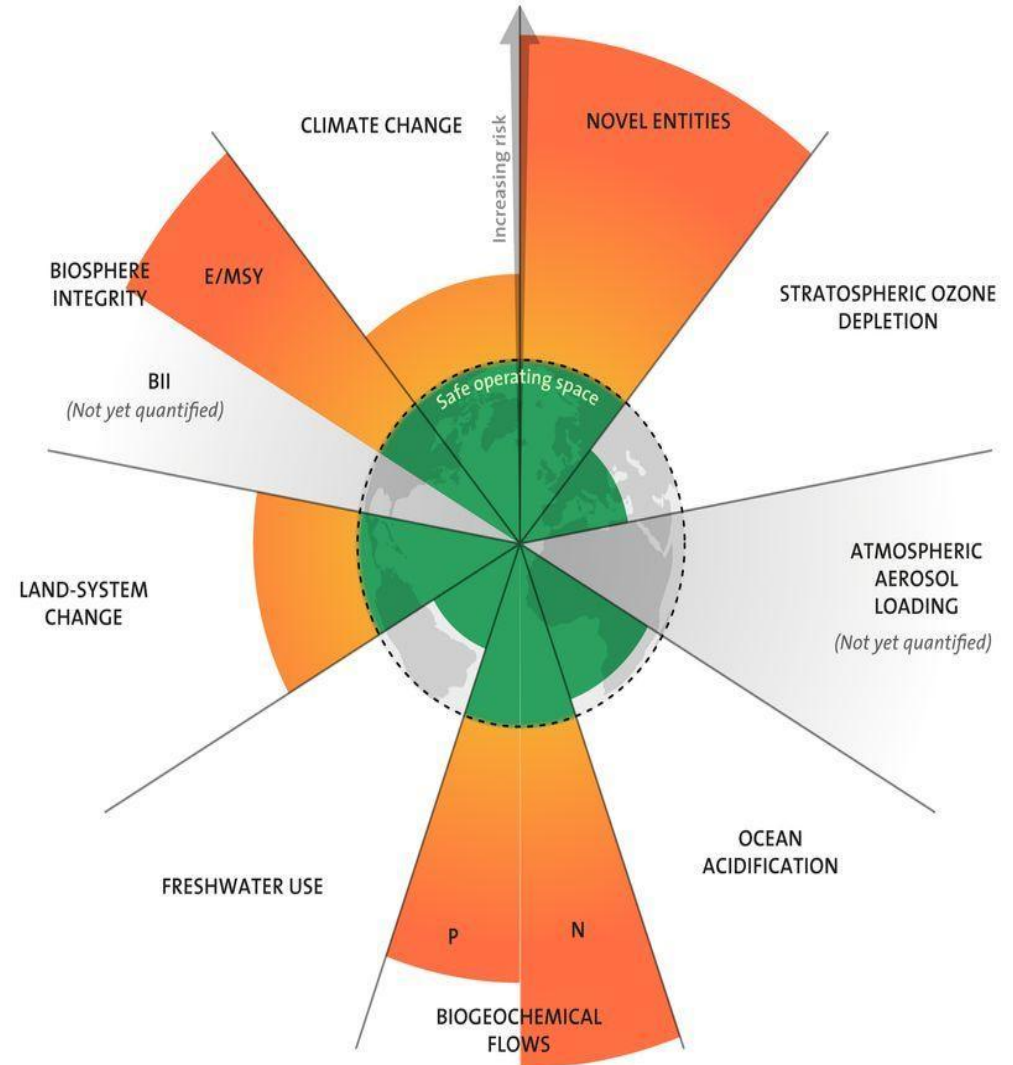 CLIMATE CHANGE
Increasing risk
NOVEL ENTITIES
BIOSPHERE
INTEGRITY
E/MSY
STRATOSPHERIC OZONE
DEPLETION
BII
(Not yet quantified)
Safe operating space
ATMOSPHERIC
AEROSOL
LOADING
(Not yet quantified)
LAND-SYSTEM
CHANGE
OCEAN
ACIDIFICATION
FRESHWATER USE
P
N
BIOGEOCHEMICAL
FLOWS